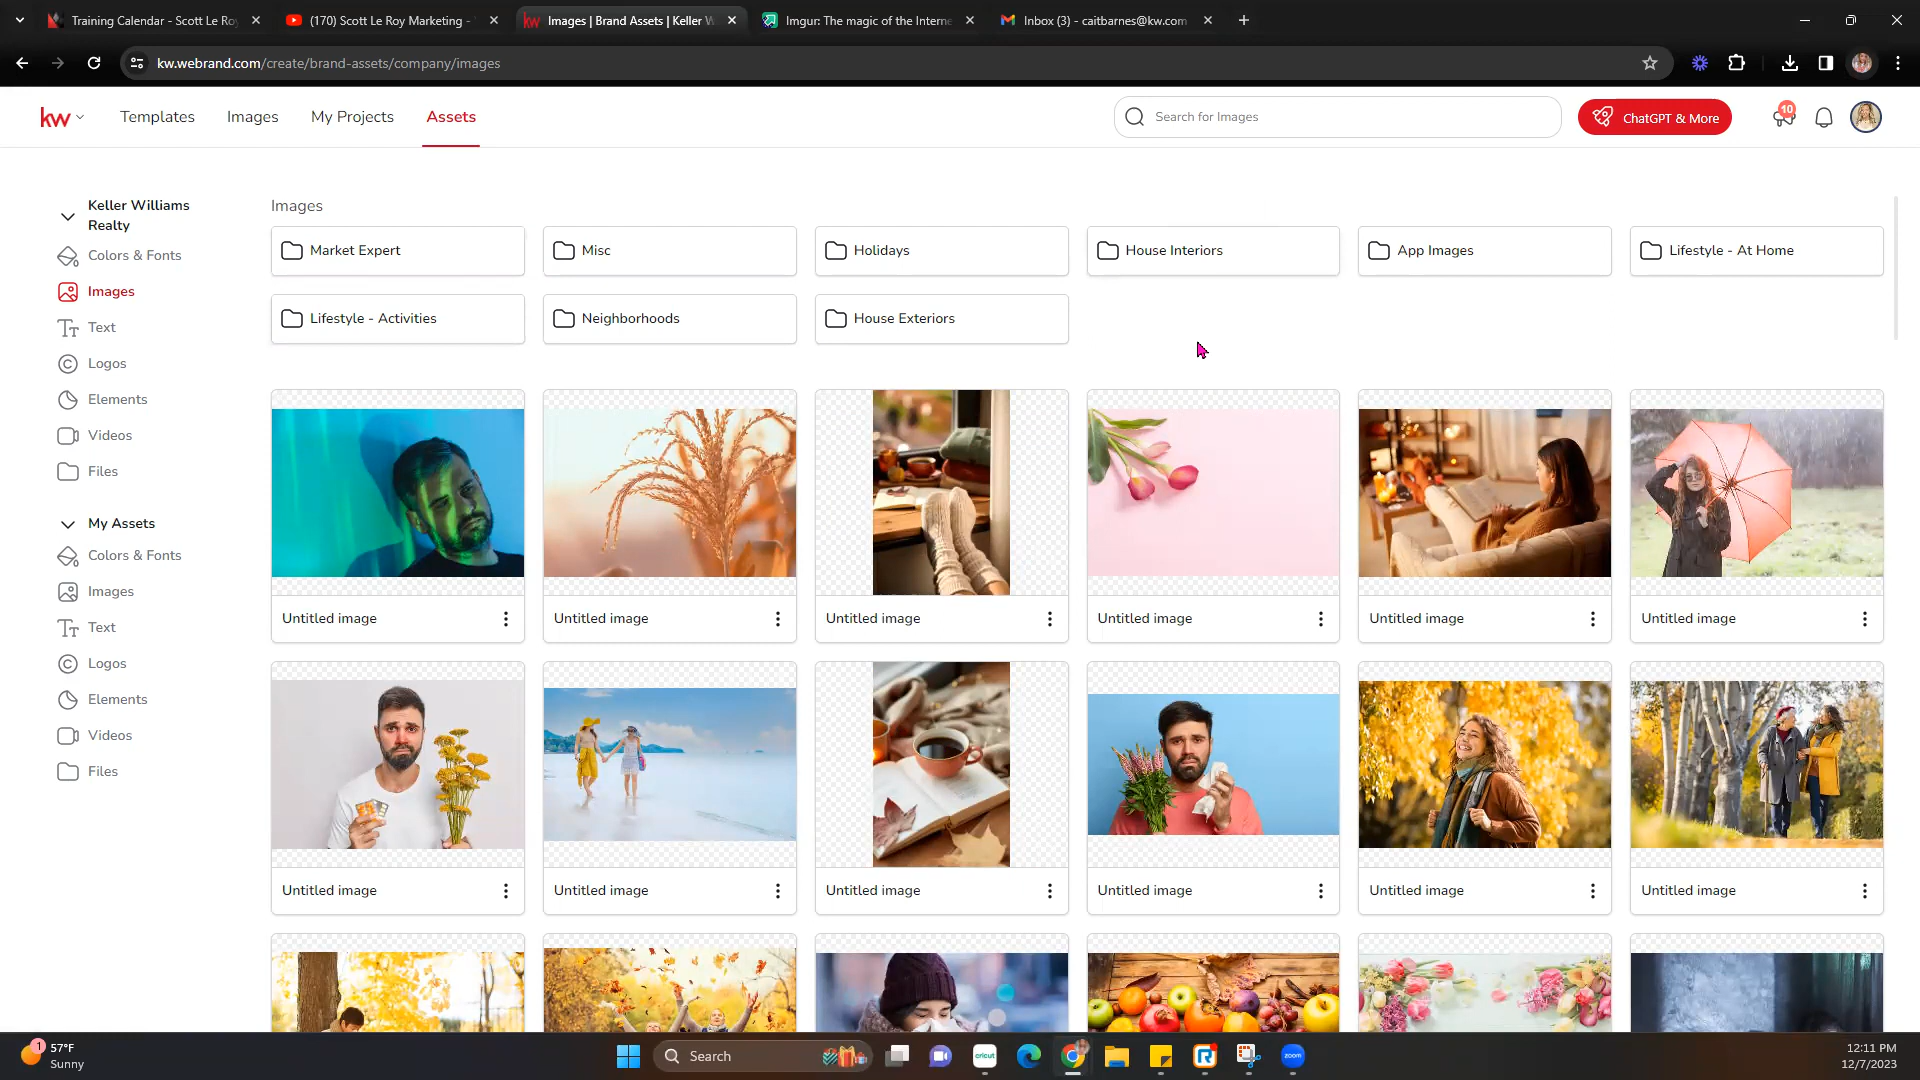 Training Calendar - Scott Le Ro
(170) Scott Le Roy Marketing -
kw Images | Brand Assets | Keller W
Imgur: The magic of the Interne
Inbox (3) - caitbarnes@kw.com
kw.webrand.com/create/brand-assets/company/images
kw
Templates
Images
My Projects
Assets
Search for Images
ChatGPT & More
10
Keller Williams
Realty
Colors & Fonts
Images
Text
Logos
Elements
Videos
Files
My Assets
Colors & Fonts
Images
Text
Logos
Elements
Videos
Files
Images
Market Expert
Misc
Holidays
House Interiors
App Images
Lifestyle - At Home
Lifestyle - Activities
Neighborhoods
House Exteriors
Untitled image
Untitled image
Untitled image
Untitled image
Untitled image
Untitled image
Untitled image
Untitled image
Untitled image
Untitled image
Untitled image
Untitled image
1
57°F
Sunny
Search
cricut
zoom
12:11 PM
12/7/2023